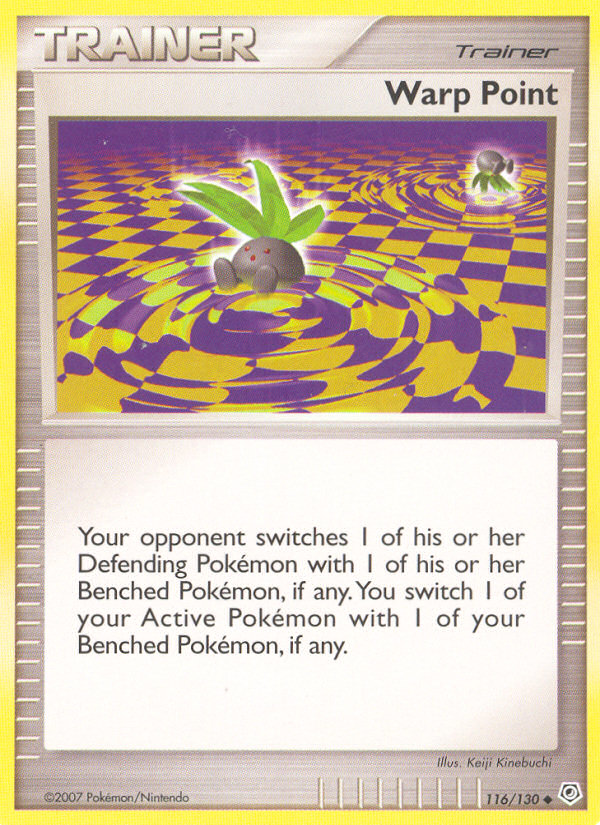 TRAINER
Trainer
Warp Point
Your opponent switches 1 of his or her
Defending Pokémon with 1 of his or her
Benched Pokémon, if any. You switch 1 of
your Active Pokémon with 1 of your
Benched Pokémon, if any.
Illus. Keiji Kinebuchi
©2007 Pokémon/Nintendo
116/130